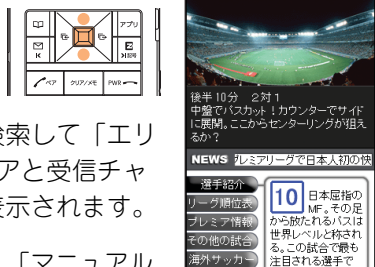 アプリ
クリア/メモ
PWR
検索して「エリ
アと受信チャ
表示されます。
「マニュアル
後半10分 2対1
中盤でパスカット!カウンターでサイド
に展開。ここからセンターリングが狙え
るか?
NEWS プレミアリーグで日本人初の快
選手紹介
リーグ順位表
プレミア情報
その他の試合
海外サッカー
10 日本屈指の
MF。その足
から放たれるパスは
世界レベルと称され
る。この試合で最も
注目される選手で